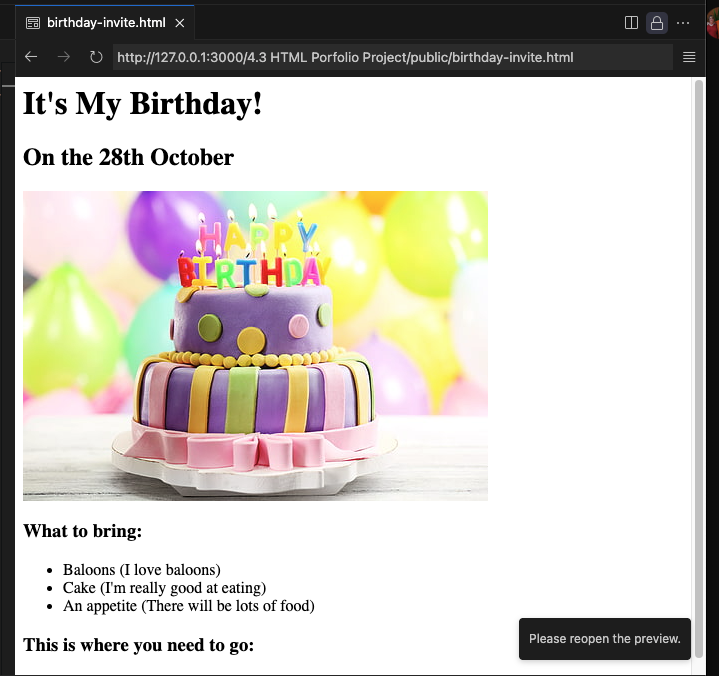 birthday-invite.html
http://127.0.0.1:3000/4.3 HTML Porfolio Project/public/birthday-invite.html
It's My Birthday!
On the 28th October
HAPPY
BIRTHDAY
What to bring:
Baloons (I love baloons)
Cake (I'm really good at eating)
An appetite (There will be lots of food)
This is where you need to go:
Please reopen the preview.